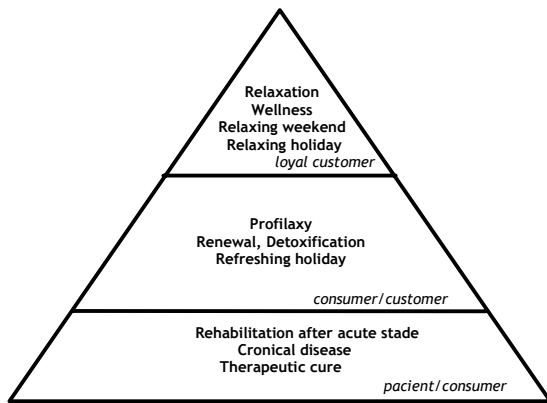 Relaxation
Wellness
Relaxing weekend
Relaxing holiday
loyal customer
Profilaxy
Renewal, Detoxification
Refreshing holiday
consumer/customer
Rehabilitation after acute stade
Cronical disease
Therapeutic cure
pacient/consumer